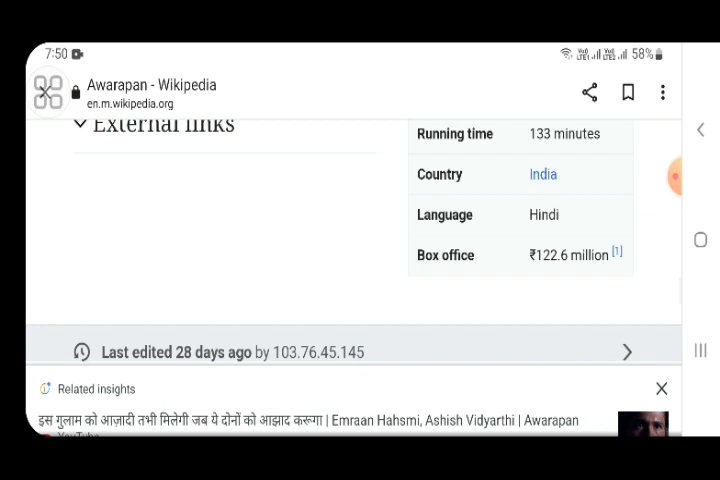 7:50
58%
Awarapan - Wikipedia
en.m.wikipedia.org
External links
Running time 133 minutes
Country India
Language Hindi
Box office ₹122.6 million [1]
Last edited 28 days ago by 103.76.45.145
Related insights
इस गुलाम को आज़ादी तभी मिलेगी जब ये दोनों को आझाद करूगा | Emraan Hahsmi, Ashish Vidyarthi | Awarapan
YouTube